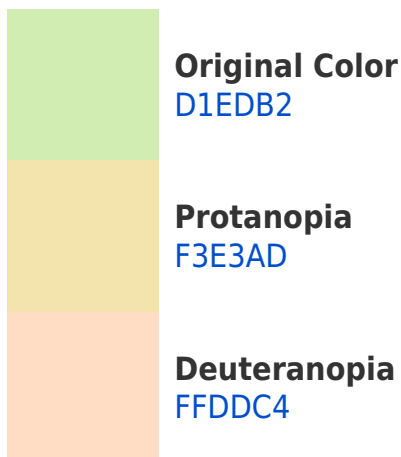 Original Color
D1EDB2
Protanopia
F3E3AD
Deuteranopia
FFDDC4